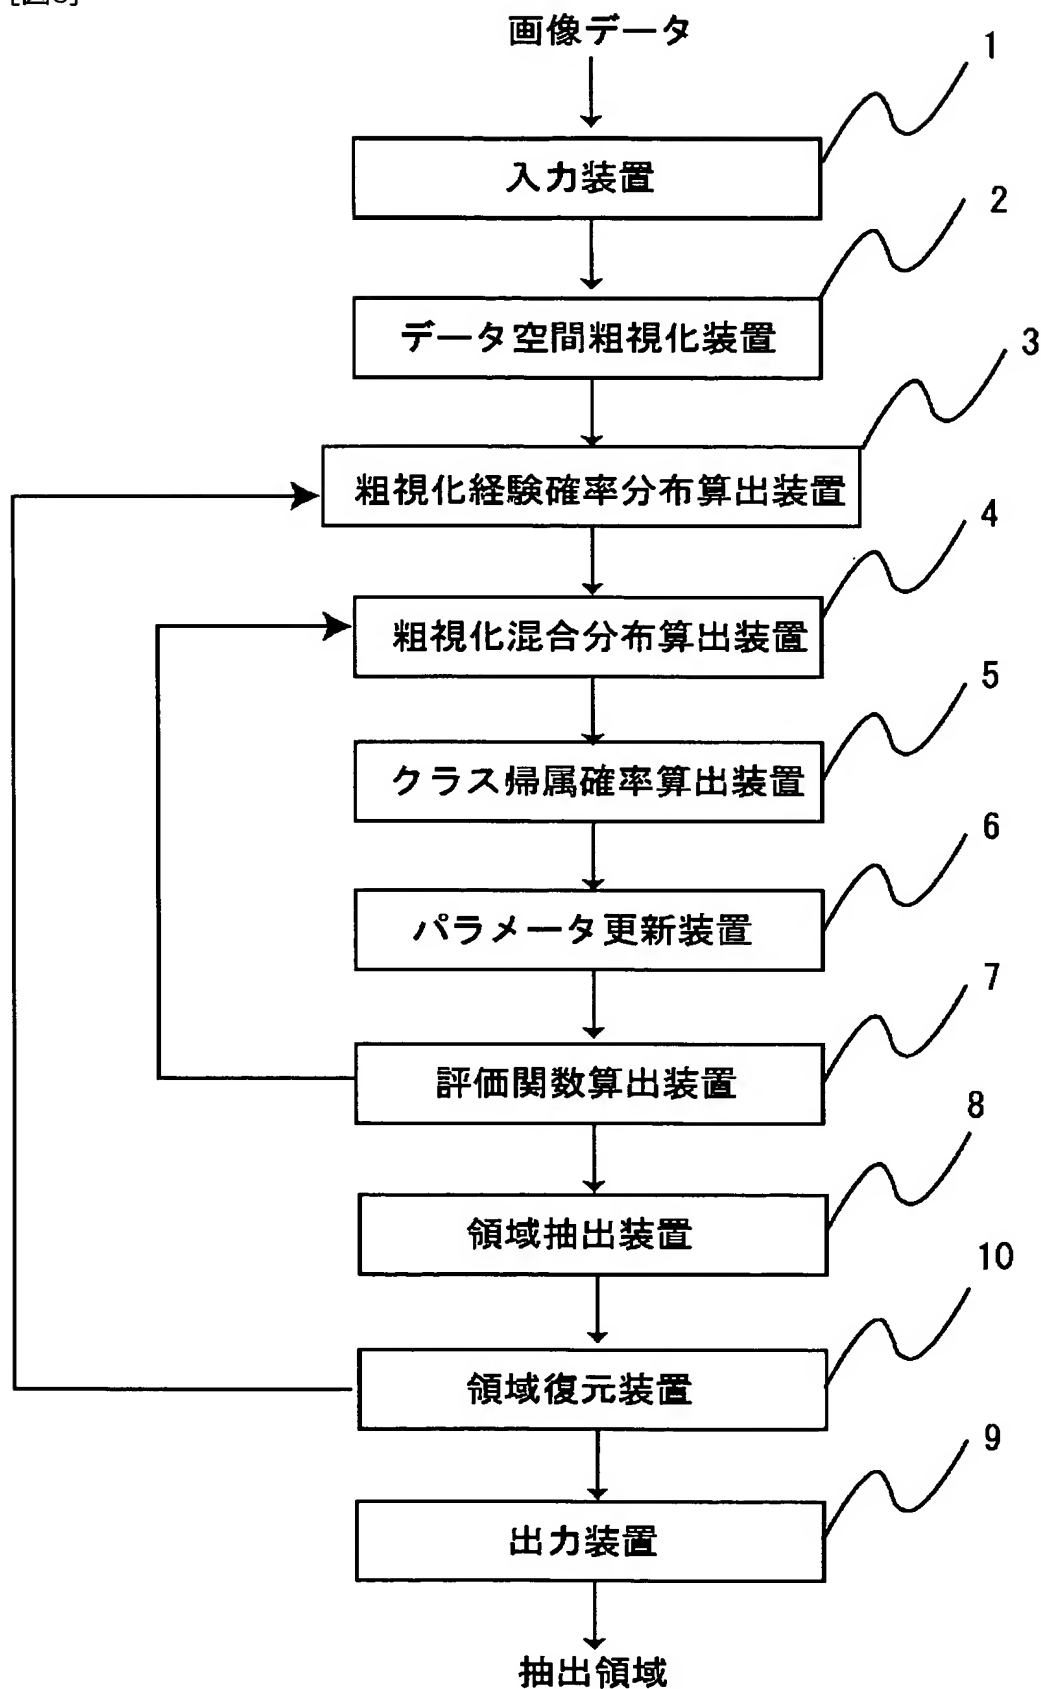 画像データ
1
入力装置
2
データ空間粗視化装置
3
粗視化経験確率分布算出装置
4
粗視化混合分布算出装置
5
クラス帰属確率算出装置
6
パラメータ更新装置
7
評価関数算出装置
8
領域抽出装置
10
領域復元装置
9
出力装置
抽出領域